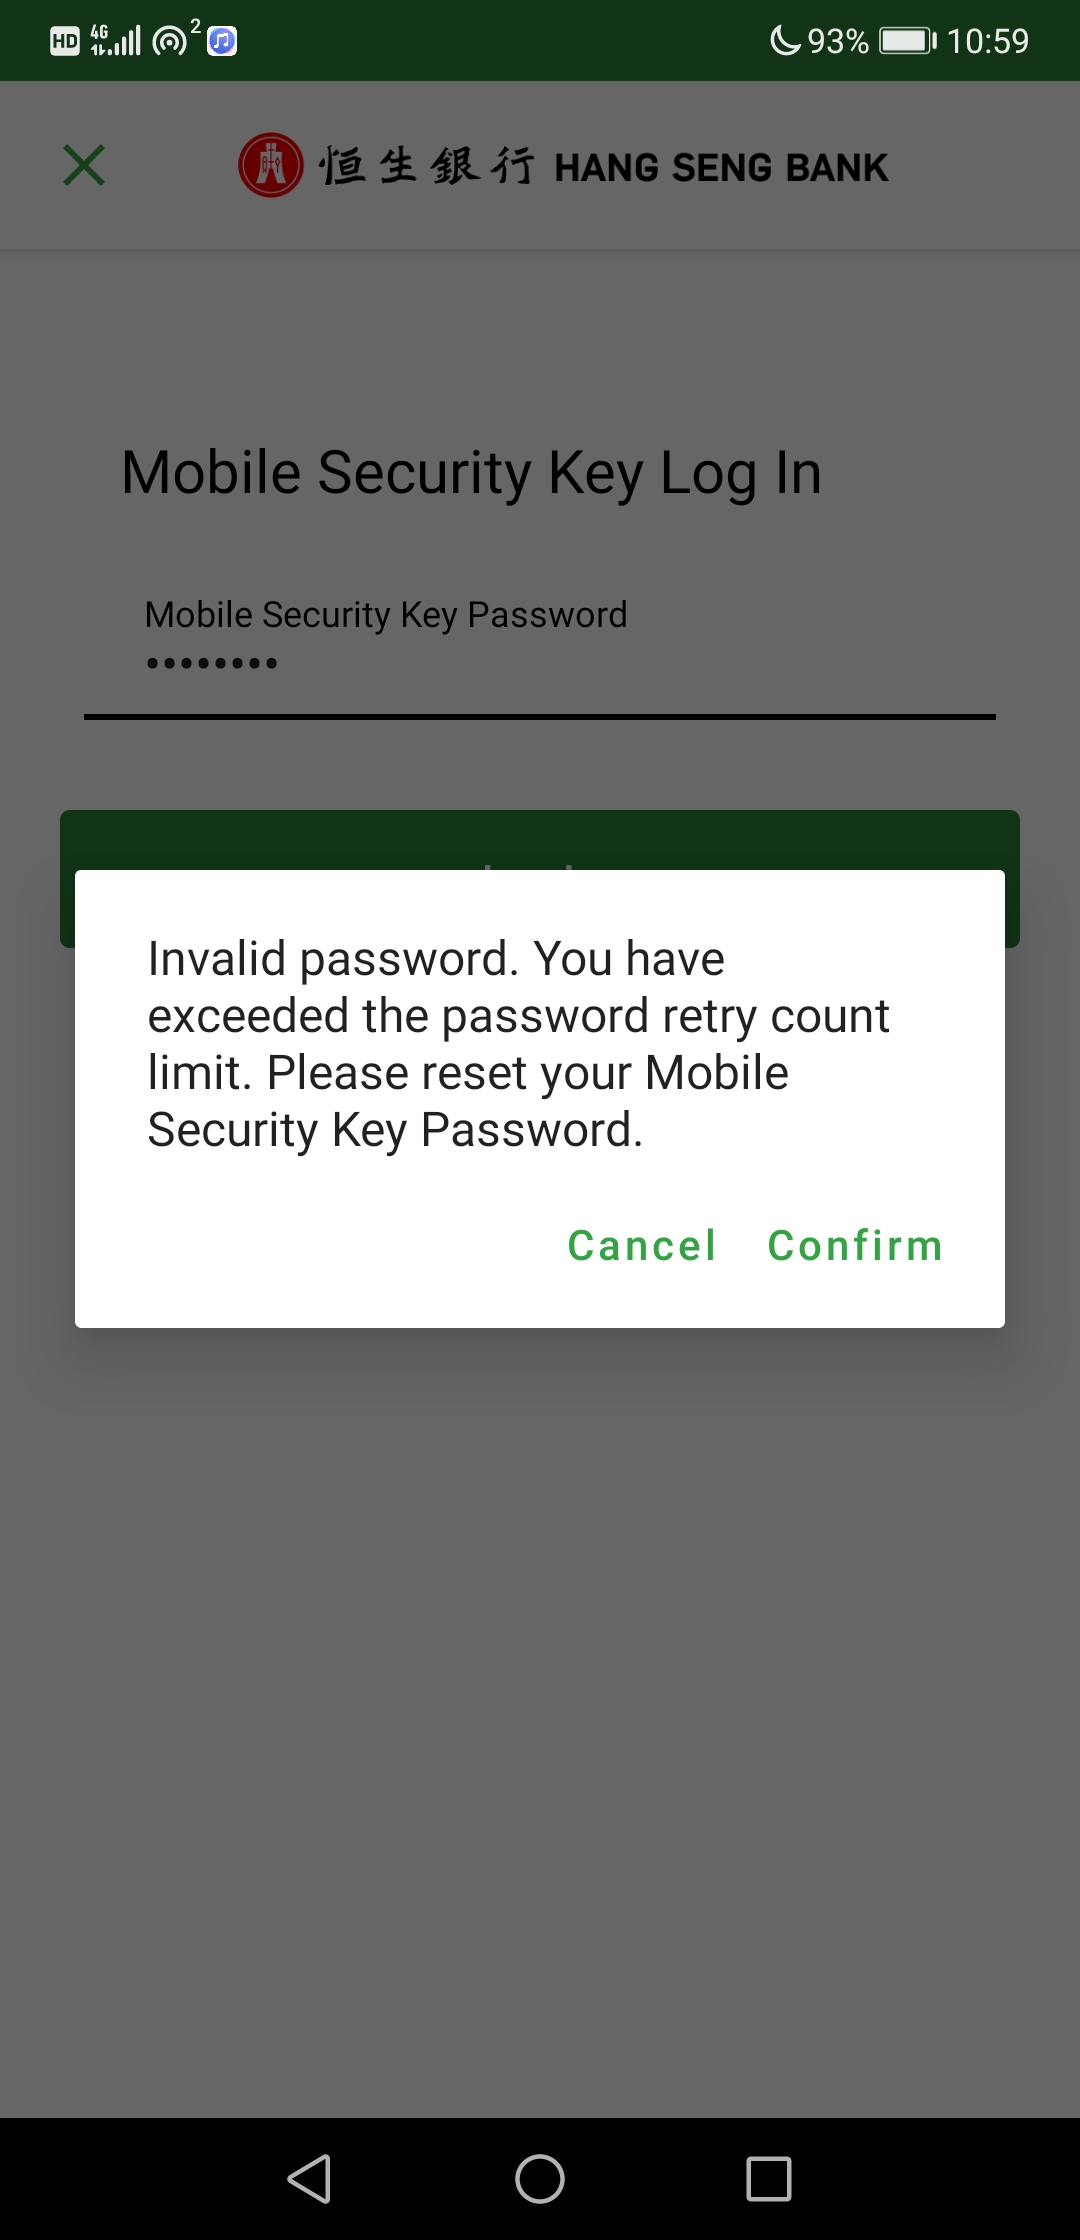 HD 4G 2 93% 10:59
恒生銀行 HANG SENG BANK
Mobile Security Key Log In
Mobile Security Key Password
••••••••
Invalid password. You have
exceeded the password retry count
limit. Please reset your Mobile
Security Key Password.
Cancel Confirm